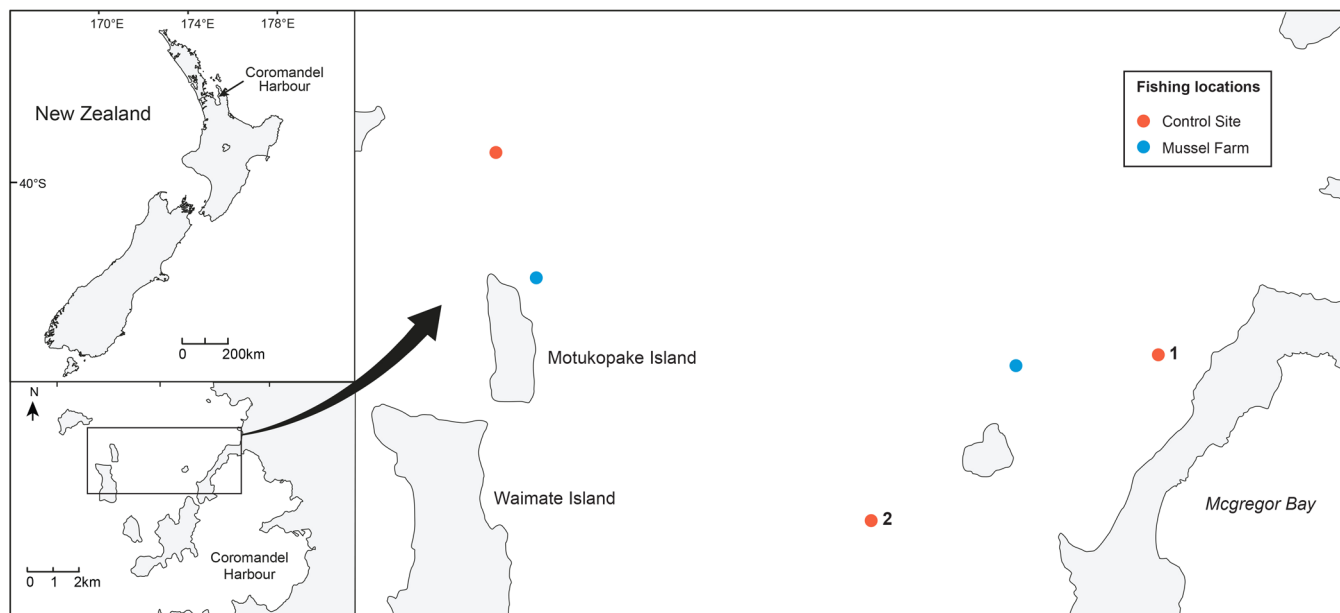 170°E 174°E 178°E
Coromandel
Harbour
New Zealand
40°S
0 200km
N
Coromandel
Harbour
0 1 2km
Fishing locations
Control Site
Mussel Farm
Motukopake Island
1
Waimate Island
2
Mcgregor Bay